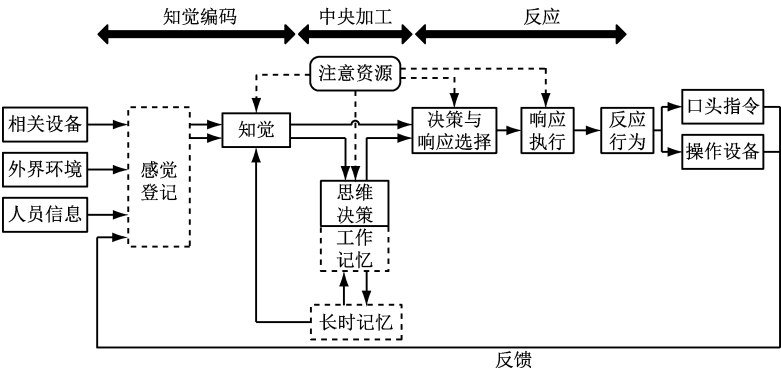 知觉编码
中央加工
反应
注意资源
相关设备
外界环境
人员信息
感觉
登记
知觉
决策与
响应选择
响应
执行
反应
行为
口头指令
操作设备
思维
决策
工作
记忆
长时记忆
反馈